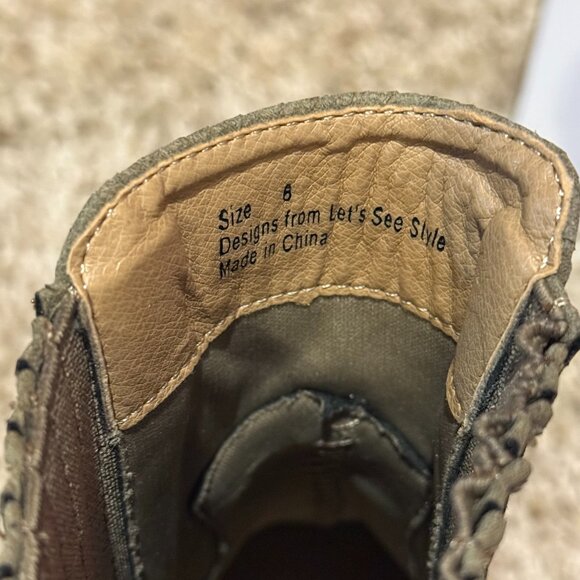 Size 8
Designs from Let's See Style
Made in China